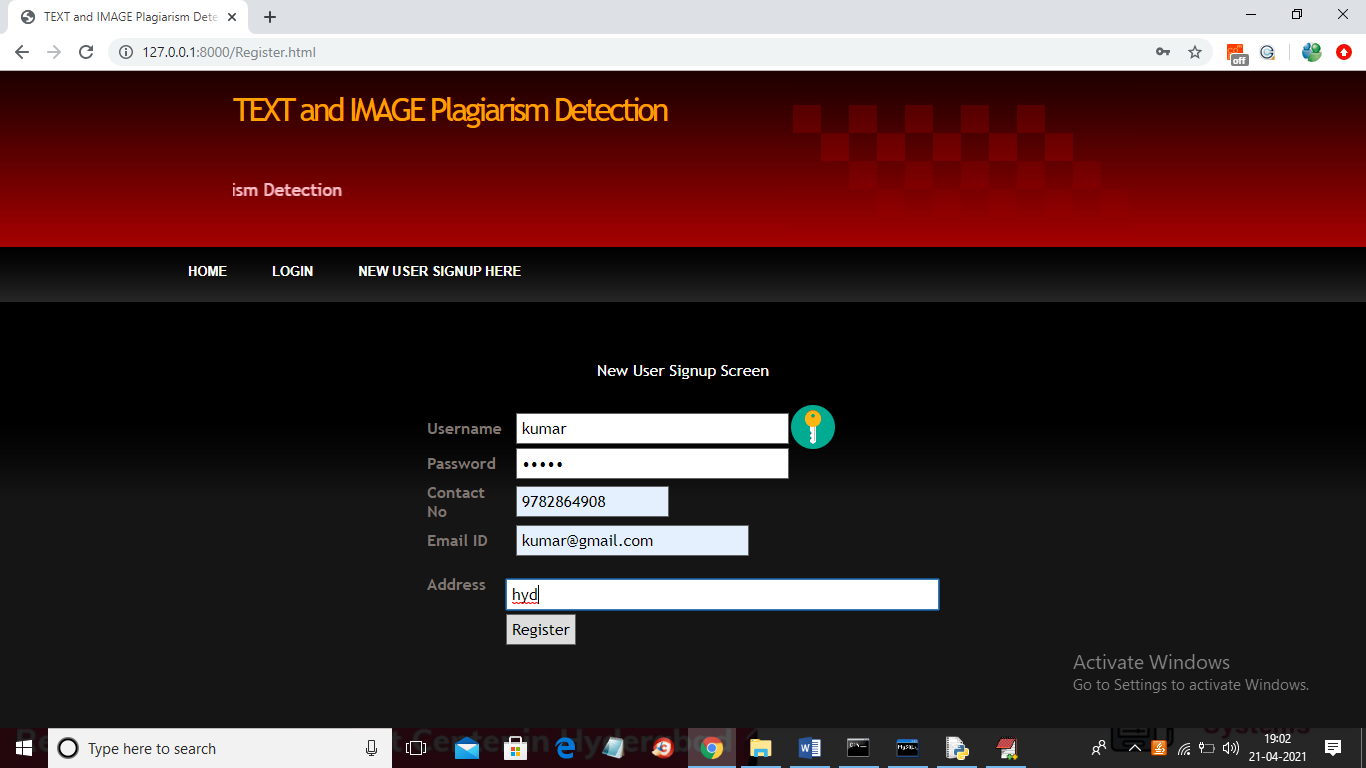 TEXT and IMAGE Plagiarism Dete
127.0.0.1:8000/Register.html
off
TEXT and IMAGE Plagiarism Detection
ism Detection
HOME LOGIN NEW USER SIGNUP HERE
New User Signup Screen
Username kumar
Password •••••
Contact No 9782864908
Email ID kumar@gmail.com
Address hyd
Register
Activate Windows
Go to Settings to activate Windows.
Type here to search
19:02
21-04-2021